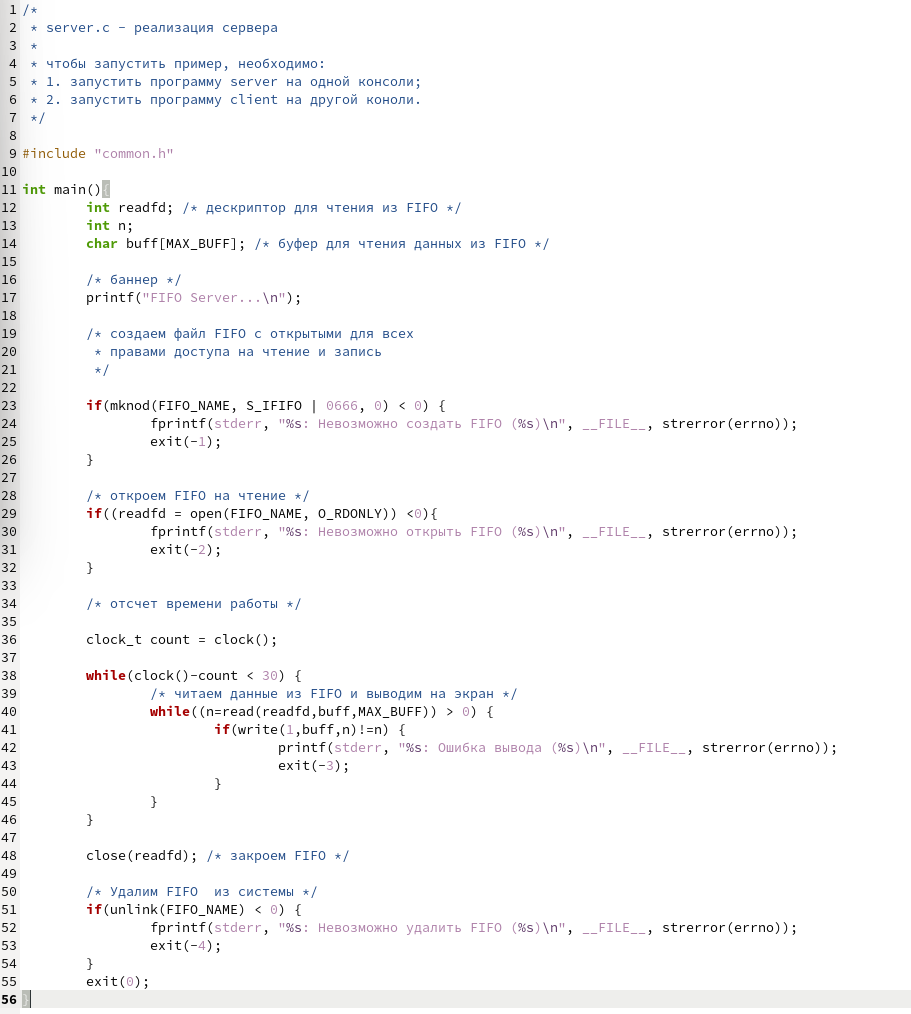 1 /*
2  * server.c - реализация сервера
3  *
4  * чтобы запустить пример, необходимо:
5  * 1. запустить программу server на одной консоли;
6  * 2. запустить программу client на другой коноли.
7  */
8
9 #include "common.h"
10
11 int main(){
12         int readfd; /* дескриптор для чтения из FIFO */
13         int n;
14         char buff[MAX_BUFF]; /* буфер для чтения данных из FIFO */
15
16         /* баннер */
17         printf("FIFO Server...\n");
18
19         /* создаем файл FIFO с открытыми для всех
20          * правами доступа на чтение и запись
21          */
22
23         if(mknod(FIFO_NAME, S_IFIFO | 0666, 0) < 0) {
24                 fprintf(stderr, "%s: Невозможно создать FIFO (%s)\n", __FILE__, strerror(errno));
25                 exit(-1);
26         }
27
28         /* откроем FIFO на чтение */
29         if((readfd = open(FIFO_NAME, O_RDONLY)) <0){
30                 fprintf(stderr, "%s: Невозможно открыть FIFO (%s)\n", __FILE__, strerror(errno));
31                 exit(-2);
32         }
33
34         /* отсчет времени работы */
35
36         clock_t count = clock();
37
38         while(clock()-count < 30) {
39                 /* читаем данные из FIFO и выводим на экран */
40                 while((n=read(readfd,buff,MAX_BUFF)) > 0) {
41                         if(write(1,buff,n)!=n) {
42                                 printf(stderr, "%s: Ошибка вывода (%s)\n", __FILE__, strerror(errno));
43                                 exit(-3);
44                         }
45                 }
46         }
47
48         close(readfd); /* закроем FIFO */
49
50         /* Удалим FIFO  из системы */
51         if(unlink(FIFO_NAME) < 0) {
52                 fprintf(stderr, "%s: Невозможно удалить FIFO (%s)\n", __FILE__, strerror(errno));
53                 exit(-4);
54         }
55         exit(0);
56 }